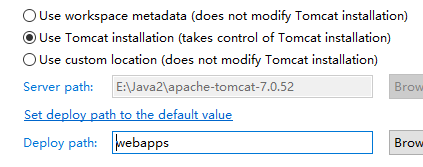 Use workspace metadata (does not modify Tomcat installation)
Use Tomcat installation (takes control of Tomcat installation)
Use custom location (does not modify Tomcat installation)
Server path: E:\Java2\apache-tomcat-7.0.52 Brow
Set deploy path to the default value
Deploy path: webapps Brow